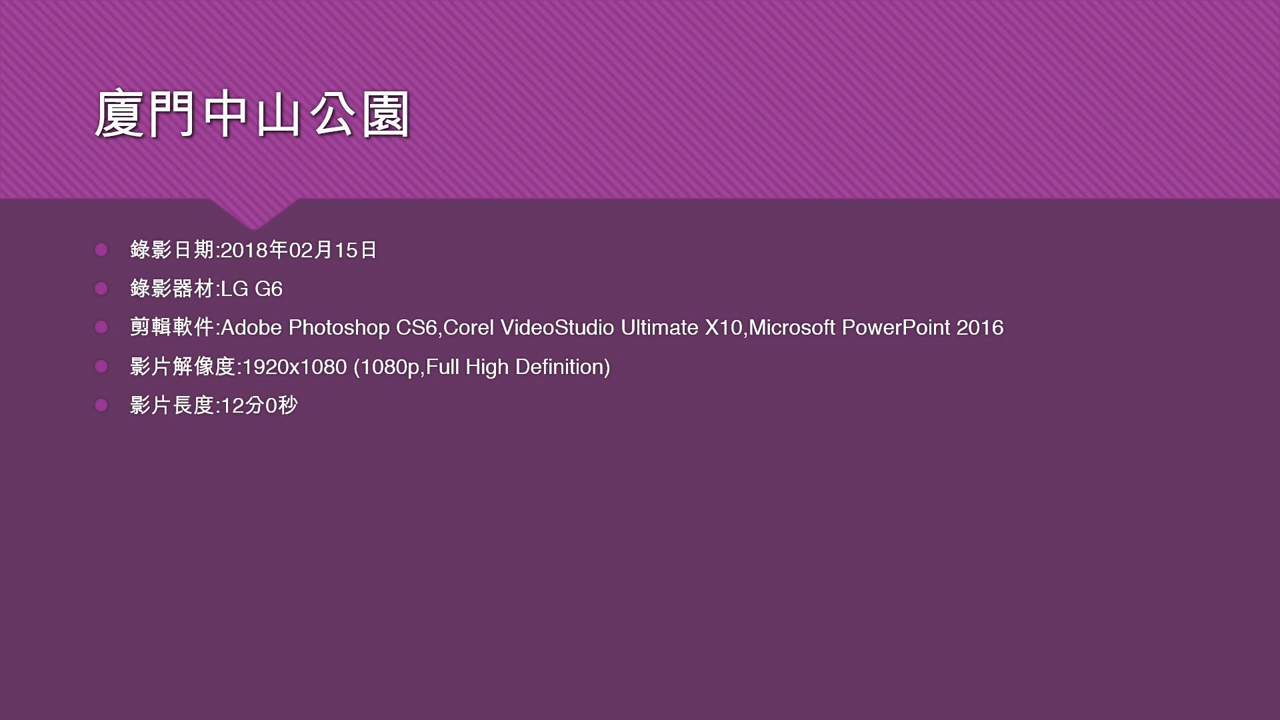 廈門中山公園
錄影日期:2018年02月15日
錄影器材:LG G6
剪輯軟件:Adobe Photoshop CS6,Corel VideoStudio Ultimate X10,Microsoft PowerPoint 2016
影片解像度:1920x1080 (1080p,Full High Definition)
影片長度:12分0秒